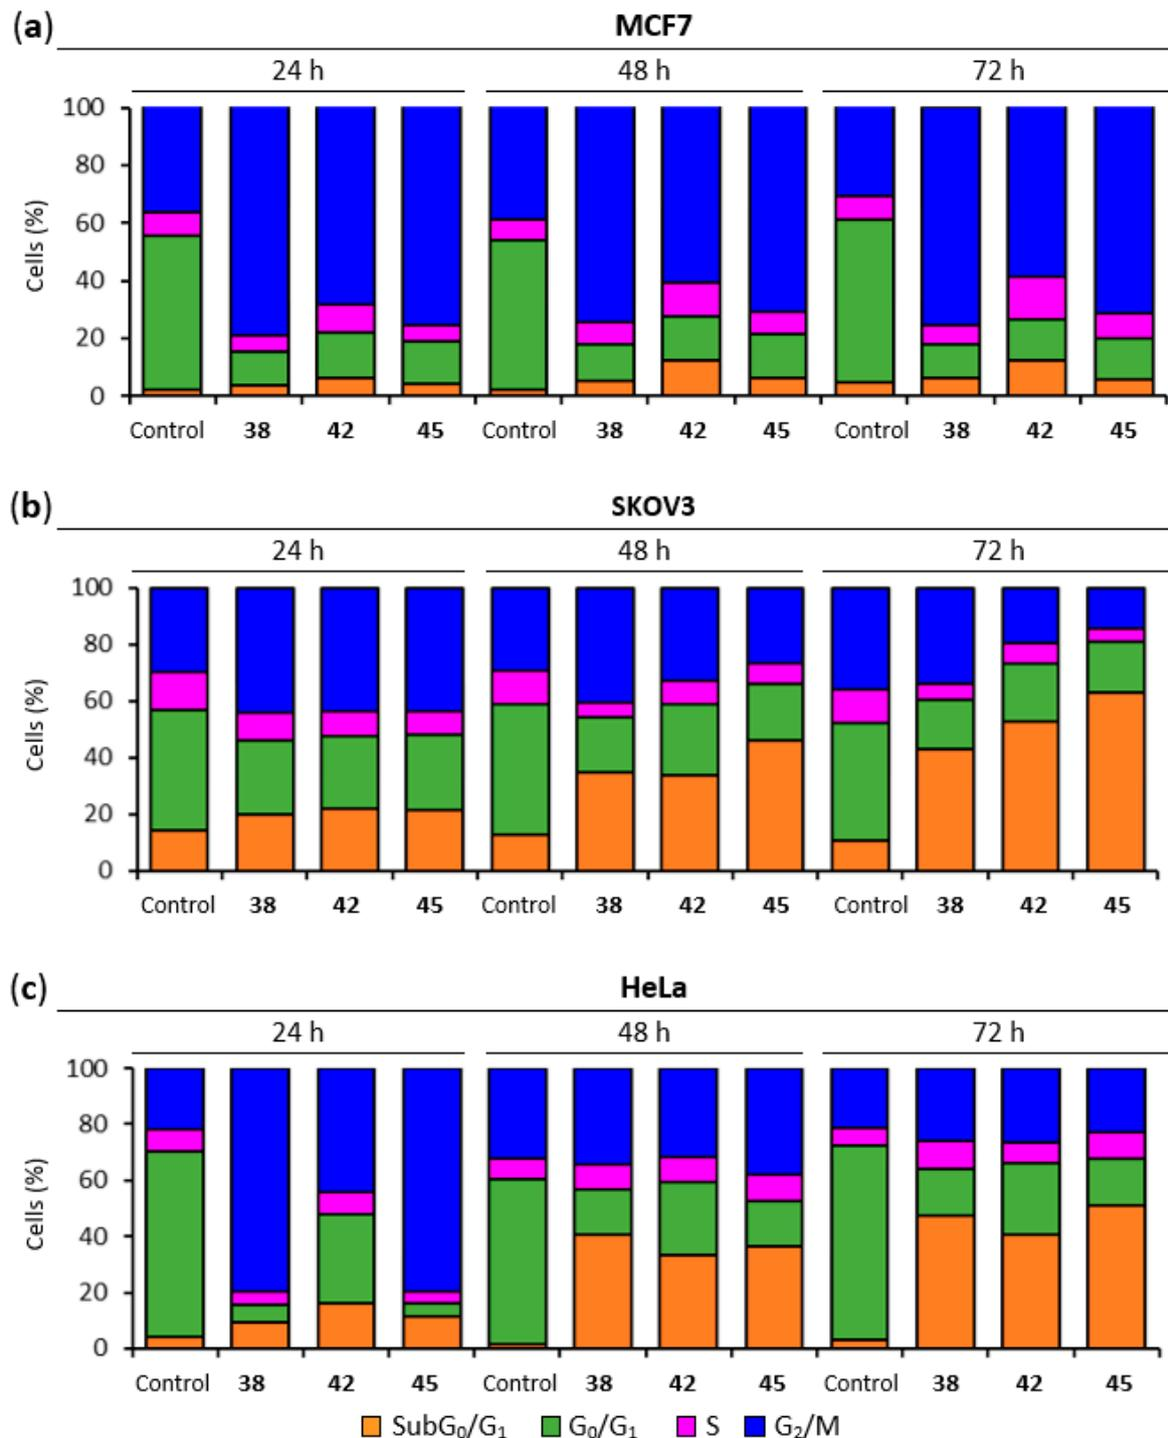 (a) MCF7
24 h 48 h 72 h
100
80
60
40
20
0
Cells (%)
Control 38 42 45 Control 38 42 45 Control 38 42 45
(b) SKOV3
24 h 48 h 72 h
100
80
60
40
20
0
Cells (%)
Control 38 42 45 Control 38 42 45 Control 38 42 45
(c) HeLa
24 h 48 h 72 h
100
80
60
40
20
0
Cells (%)
Control 38 42 45 Control 38 42 45 Control 38 42 45
SubG₀/G₁ G₀/G₁ S G₂/M